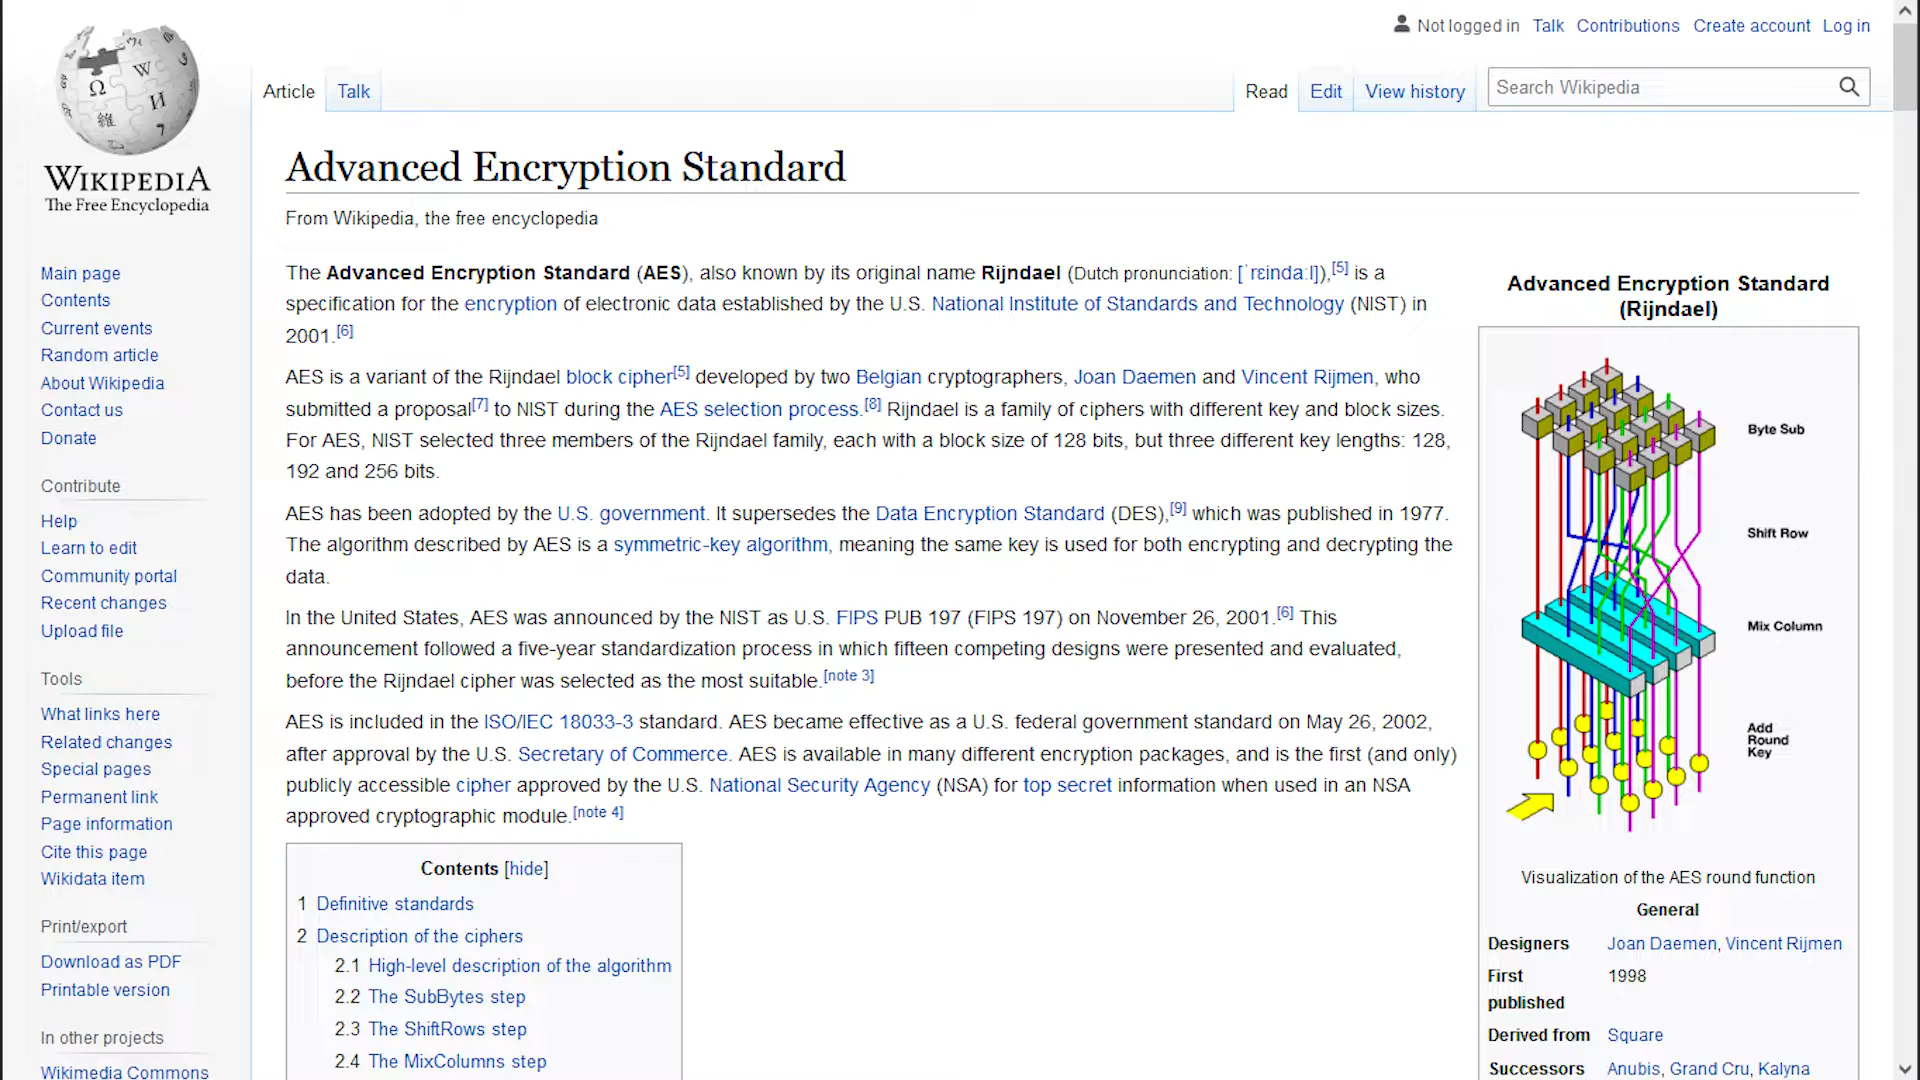 Not logged in Talk Contributions Create account Log in
Article Talk Read Edit View history Search Wikipedia
WIKIPEDIA
The Free Encyclopedia
Main page
Contents
Current events
Random article
About Wikipedia
Contact us
Donate
Contribute
Help
Learn to edit
Community portal
Recent changes
Upload file
Tools
What links here
Related changes
Special pages
Permanent link
Page information
Cite this page
Wikidata item
Print/export
Download as PDF
Printable version
In other projects
Wikimedia Commons
Advanced Encryption Standard
From Wikipedia, the free encyclopedia
The Advanced Encryption Standard (AES), also known by its original name Rijndael (Dutch pronunciation: [ˈrɛindaːl]),[5] is a
specification for the encryption of electronic data established by the U.S. National Institute of Standards and Technology (NIST) in
2001.[6]
AES is a variant of the Rijndael block cipher[5] developed by two Belgian cryptographers, Joan Daemen and Vincent Rijmen, who
submitted a proposal[7] to NIST during the AES selection process.[8] Rijndael is a family of ciphers with different key and block sizes.
For AES, NIST selected three members of the Rijndael family, each with a block size of 128 bits, but three different key lengths: 128,
192 and 256 bits.
AES has been adopted by the U.S. government. It supersedes the Data Encryption Standard (DES),[9] which was published in 1977.
The algorithm described by AES is a symmetric-key algorithm, meaning the same key is used for both encrypting and decrypting the
data.
In the United States, AES was announced by the NIST as U.S. FIPS PUB 197 (FIPS 197) on November 26, 2001.[6] This
announcement followed a five-year standardization process in which fifteen competing designs were presented and evaluated,
before the Rijndael cipher was selected as the most suitable.[note 3]
AES is included in the ISO/IEC 18033-3 standard. AES became effective as a U.S. federal government standard on May 26, 2002,
after approval by the U.S. Secretary of Commerce. AES is available in many different encryption packages, and is the first (and only)
publicly accessible cipher approved by the U.S. National Security Agency (NSA) for top secret information when used in an NSA
approved cryptographic module.[note 4]
Contents [hide]
1 Definitive standards
2 Description of the ciphers
2.1 High-level description of the algorithm
2.2 The SubBytes step
2.3 The ShiftRows step
2.4 The MixColumns step
Advanced Encryption Standard
(Rijndael)
Byte Sub
Shift Row
Mix Column
Add
Round
Key
Visualization of the AES round function
General
Designers Joan Daemen, Vincent Rijmen
First 1998
published
Derived from Square
Successors Anubis, Grand Cru, Kalyna